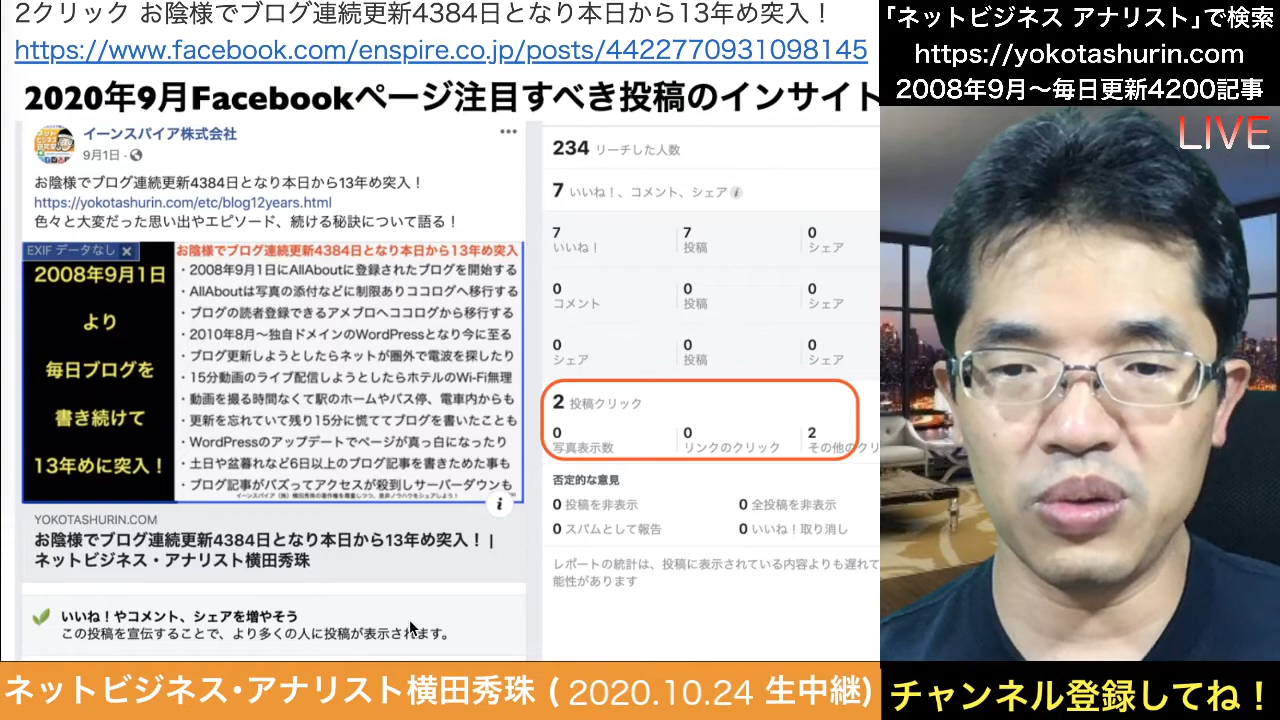 2クリック お陰様でブログ連続更新4384日となり本日から13年め突入！
https://www.facebook.com/enspire.co.jp/posts/4422770931098145
2020年9月Facebookページ注目すべき投稿のインサイト
イーンスパイア株式会社
9月1日
お陰様でブログ連続更新4384日となり本日から13年め突入！
https://yokotashurin.com/etc/blog12years.html
色々と大変だった思い出やエピソード、続ける秘訣について語る！
EXIF データなし
2008年9月1日
より
毎日ブログを
書き続けて
13年めに突入！
お陰様でブログ連続更新4384日となり本日から13年め突入
・2008年9月1日にAllAboutに登録されたブログを開始する
・AllAboutは写真の添付などに制限ありココログへ移行する
・ブログの読者登録できるアメブロへココログから移行する
・2010年8月〜独自ドメインのWordPressとなり今に至る
・ブログ更新しようとしたらネットが圏外で電波を探したり
・15分動画のライブ配信しようとしたらホテルのWi-Fi無理
・動画を撮る時間なくて駅のホームやバス停、電車内からも
・更新を忘れていて残り15分に慌ててブログを書いたことも
・WordPressのアップデートでページが真っ白になったり
・土日や盆暮れなど6日以上のブログ記事を書きためた事も
・ブログ記事がバズってアクセスが殺到しサーバーダウンも
イーンスパイア（株）横田秀珠の著作権を尊重しつつ、是非ノウハウをシェアしよう！
YOKOTASHURIN.COM
お陰様でブログ連続更新4384日となり本日から13年め突入！ |
ネットビジネス・アナリスト横田秀珠
いいね！やコメント、シェアを増やそう
この投稿を宣伝することで、より多くの人に投稿が表示されます。
234 リーチした人数
7 いいね！、コメント、シェア
7 7 0
いいね！ 投稿 シェア
0 0 0
コメント 投稿 シェア
0 0 0
シェア 投稿 シェア
2 投稿クリック
0 0 2
写真表示数 リンクのクリック その他のクリ
否定的な意見
0 投稿を非表示 0 全投稿を非表示
0 スパムとして報告 0 いいね！取り消し
レポートの統計は、投稿に表示されている内容よりも遅れて
能性があります
「ネットビジネス アナリスト」で検索
https://yokotashurin.com
2008年9月〜毎日更新4200記事
LIVE
ネットビジネス・アナリスト横田秀珠 ( 2020.10.24 生中継)
チャンネル登録してね！